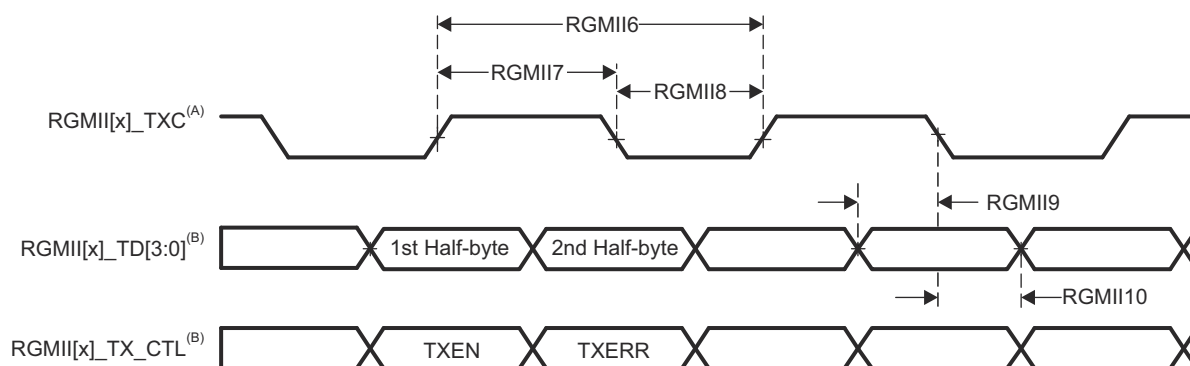 RGMII6
RGMII7
RGMII8
RGMII[x]_TXC(A)
RGMII9
RGMII[x]_TD[3:0](B)
1st Half-byte
2nd Half-byte
RGMII10
RGMII[x]_TX_CTL(B)
TXEN
TXERR